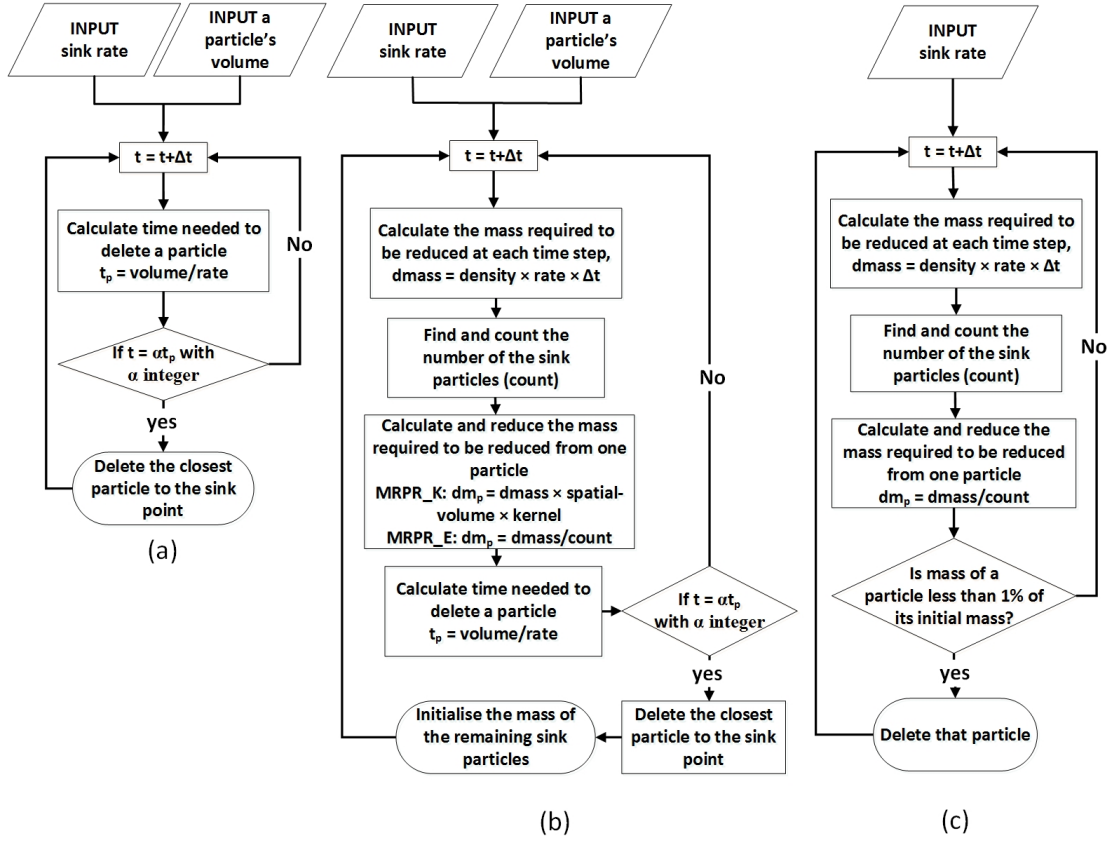 INPUT
sink rate
INPUT a
particle's
volume
t = t+Δt
Calculate time needed to
delete a particle
tp = volume/rate
No
If t = αtp with
α integer
yes
Delete the closest
particle to the sink
point
(a)
INPUT
sink rate
INPUT a
particle's
volume
t = t+Δt
Calculate the mass required to
be reduced at each time step,
dmass = density × rate × Δt
Find and count the
number of the sink
particles (count)
No
Calculate and reduce the mass
required to be reduced from one
particle
MRPR_K: dmp = dmass × spatial-
volume × kernel
MRPR_E: dmp = dmass/count
Calculate time needed to
delete a particle
tp = volume/rate
If t = αtp
with α integer
yes
Delete the closest
particle to the sink
point
Initialise the mass of
the remaining sink
particles
(b)
INPUT
sink rate
t = t+Δt
Calculate the mass required to
be reduced at each time step,
dmass = density × rate × Δt
Find and count the
number of the sink
particles (count)
No
Calculate and reduce the
mass required to be reduced
from one particle
dmp = dmass/count
Is mass of a
particle less than 1% of
its initial mass?
yes
Delete that particle
(c)